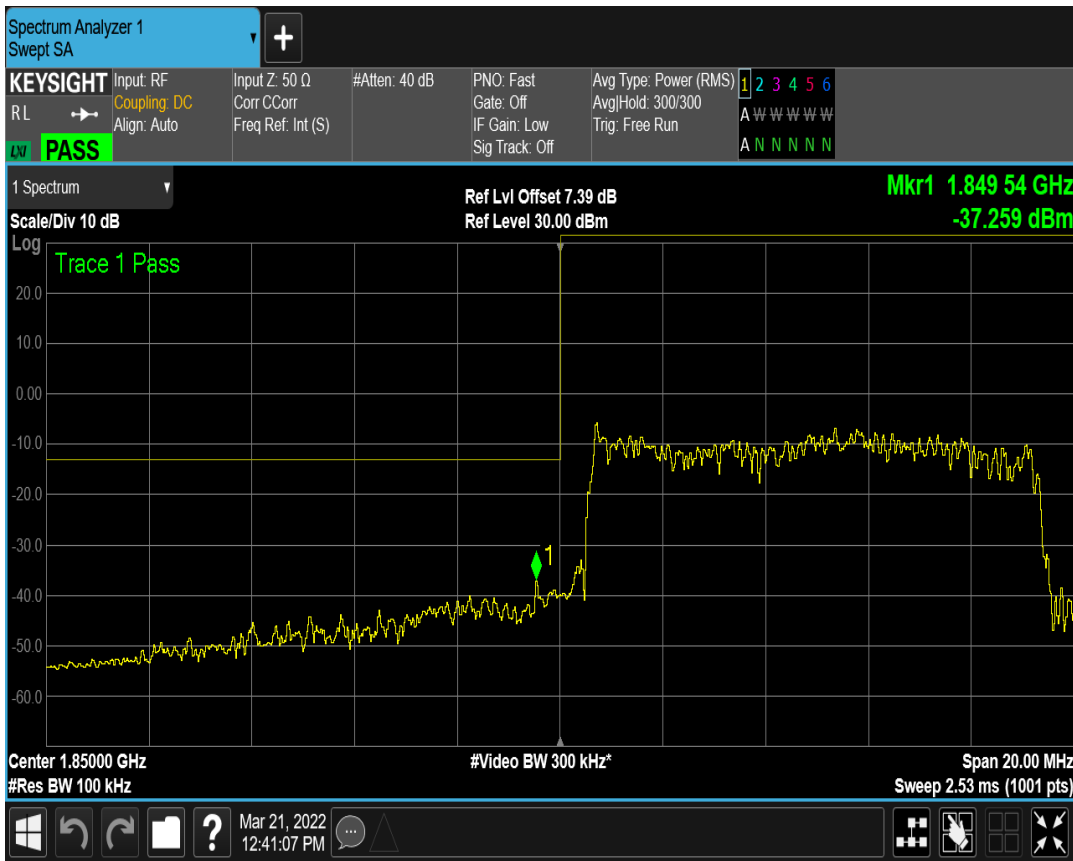 Spectrum Analyzer 1
Swept SA
+
KEYSIGHT
R L
LXI PASS
Input: RF
Coupling: DC
Align: Auto
Input Z: 50 Ω
Corr CCorr
Freq Ref: Int (S)
#Atten: 40 dB
PNO: Fast
Gate: Off
IF Gain: Low
Sig Track: Off
Avg Type: Power (RMS)
Avg|Hold: 300/300
Trig: Free Run
1 2 3 4 5 6
A W W W W W
A N N N N N
1 Spectrum
Scale/Div 10 dB
Ref Lvl Offset 7.39 dB
Ref Level 30.00 dBm
Mkr1 1.849 54 GHz
-37.259 dBm
Log
Trace 1 Pass
20.0
10.0
0.00
-10.0
-20.0
-30.0
-40.0
-50.0
-60.0
1
Center 1.85000 GHz
#Res BW 100 kHz
#Video BW 300 kHz*
Span 20.00 MHz
Sweep 2.53 ms (1001 pts)
?
Mar 21, 2022
12:41:07 PM